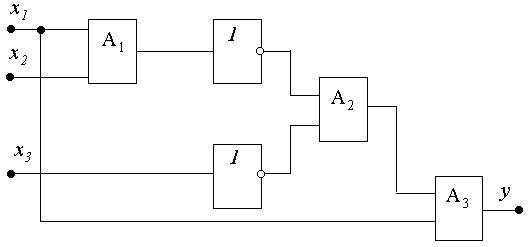 x₁
A₁
1
x₂
A₂
x₃
1
A₃
y